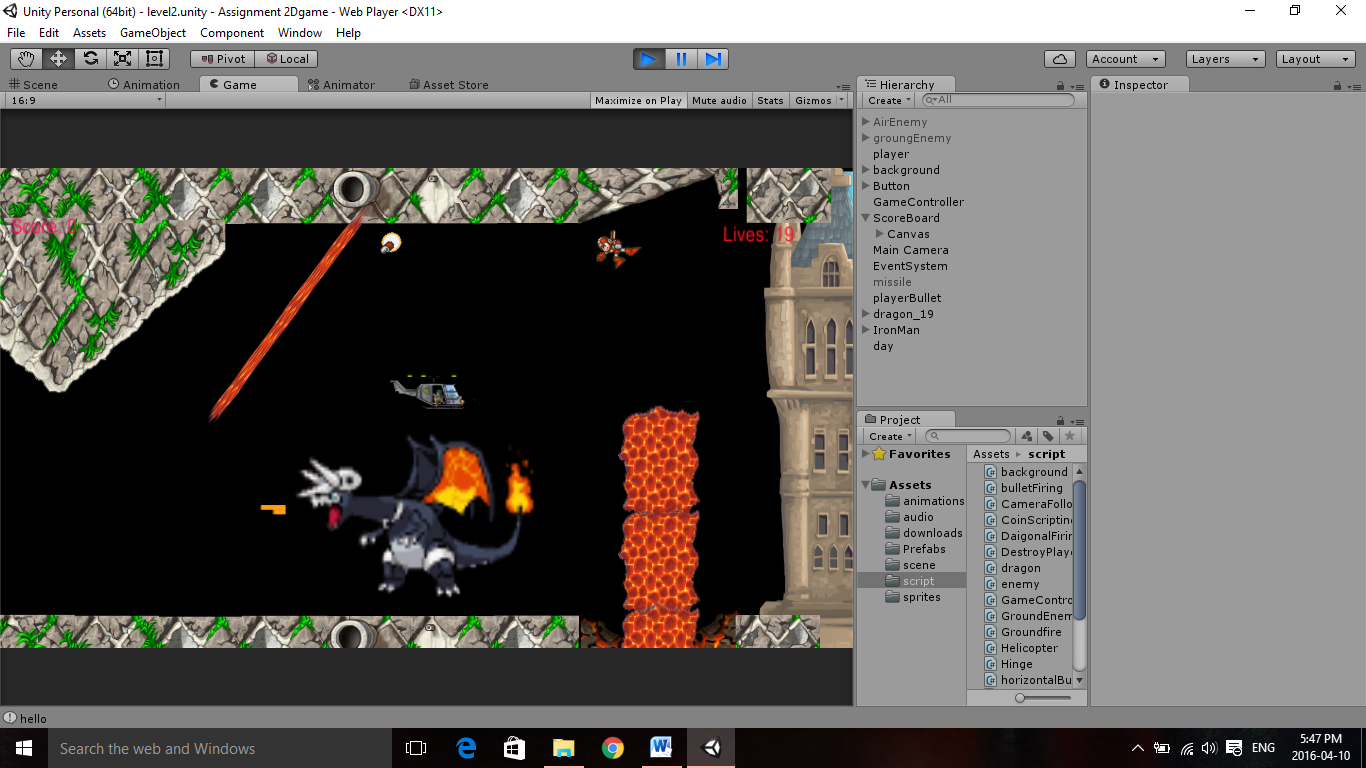 Unity Personal (64bit) - level2.unity - Assignment 2Dgame - Web Player <DX11>
File Edit Assets GameObject Component Window Help
Pivot Local Account Layers Layout
Scene Animation Game Animator Asset Store
16:9 Maximize on Play Mute audio Stats Gizmos
Score: 0
Lives: 19
Hierarchy
Create All
AirEnemy
groungEnemy
player
background
Button
GameController
ScoreBoard
Canvas
Main Camera
EventSystem
missile
playerBullet
dragon_19
IronMan
day
Inspector
Project
Create
Favorites
Assets
animations
audio
downloads
Prefabs
scene
script
sprites
Assets script
background
bulletFiring
CameraFollo
CoinScriptin
DaigonalFirin
DestroyPlaye
dragon
enemy
GameContro
GroundEnem
Groundfire
Helicopter
Hinge
horizontalBu
hello
Search the web and Windows
ENG
5:47 PM
2016-04-10